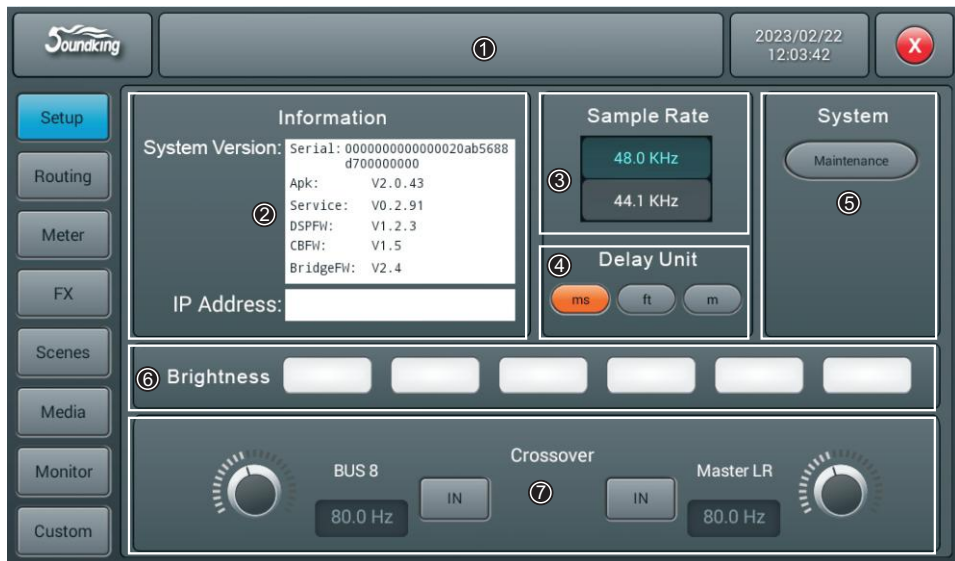 Soundking
①
2023/02/22
12:03:42
X
Setup
Routing
Meter
FX
Scenes
Media
Monitor
Custom
Information
System Version:
Serial: 0000000000000020ab5688
d700000000
Apk: V2.0.43
Service: V0.2.91
DSPFW: V1.2.3
CBFW: V1.5
BridgeFW: V2.4
②
IP Address:
Sample Rate
48.0 KHz
③
44.1 KHz
④
Delay Unit
ms ft m
System
Maintenance
⑤
⑥ Brightness
Crossover
BUS 8
IN
80.0 Hz
⑦
Master LR
IN
80.0 Hz